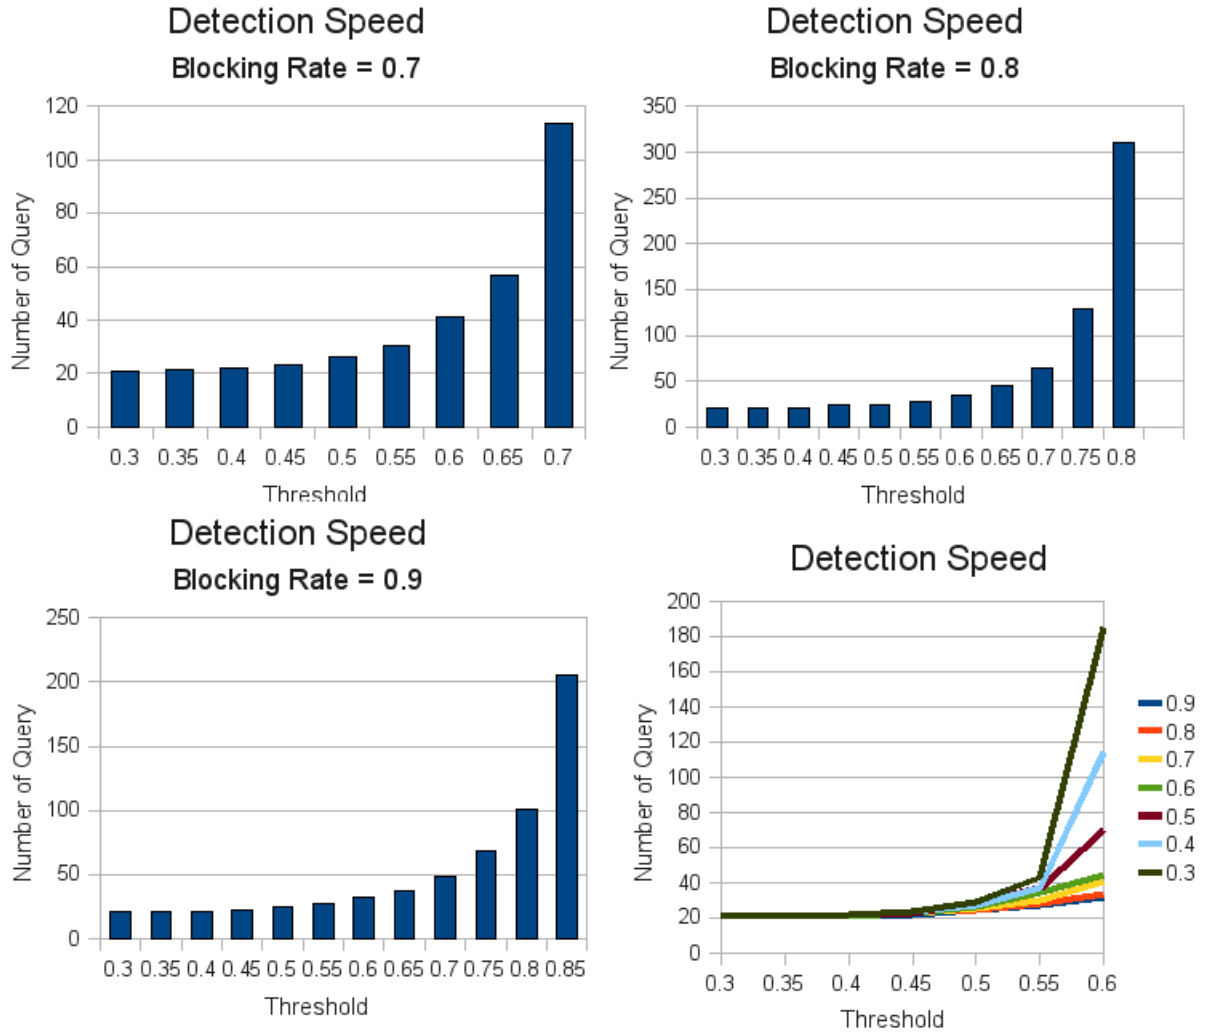 Detection Speed
Blocking Rate = 0.7
120
100
80
60
40
20
0
Number of Query
0.3 0.35 0.4 0.45 0.5 0.55 0.6 0.65 0.7
Threshold
Detection Speed
Blocking Rate = 0.8
350
300
250
200
150
100
50
0
Number of Query
0.3 0.35 0.4 0.45 0.5 0.55 0.6 0.65 0.7 0.75 0.8
Threshold
Detection Speed
Blocking Rate = 0.9
250
200
150
100
50
0
Number of Query
0.3 0.35 0.4 0.45 0.5 0.55 0.6 0.65 0.7 0.75 0.8 0.85
Threshold
Detection Speed
200
180
160
140
120
100
80
60
40
20
0
Number of Query
0.3 0.35 0.4 0.45 0.5 0.55 0.6
Threshold
0.9
0.8
0.7
0.6
0.5
0.4
0.3